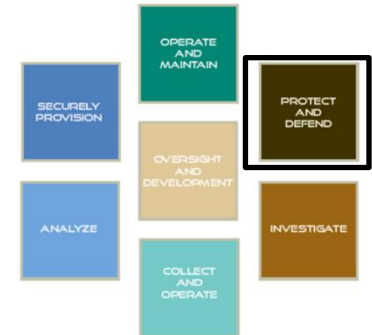 OPERATE
AND
MAINTAIN
SECURELY
PROVISION
PROTECT
AND
DEFEND
OVERSIGHT
AND
DEVELOPMENT
ANALYZE
INVESTIGATE
COLLECT
AND
OPERATE